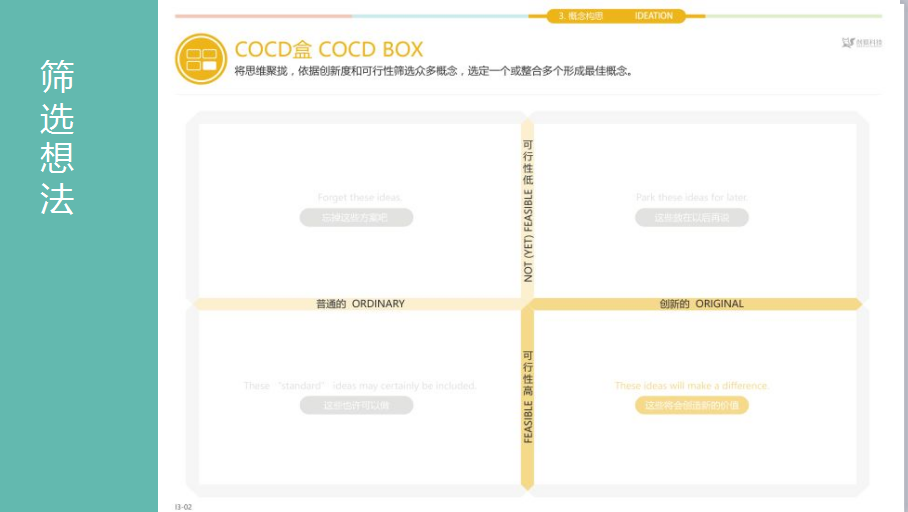 筛选想法
3. 概念构思 IDEATION
COCD盒 COCD BOX
将思维聚拢，依据创新度和可行性筛选众多概念，选定一个或整合多个形成最佳概念。
创新科技
可行性低 NOT (YET) FEASIBLE
Forget these ideas.
忘掉这些方案吧
Park these ideas for later.
这些放在以后再说
普通的 ORDINARY
创新的 ORIGINAL
可行性高 FEASIBLE
These “standard” ideas may certainly be included.
这些也许可以做
These ideas will make a difference.
这些将会创造新的价值
I3-02